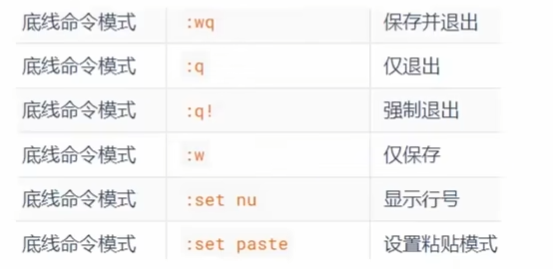 底线命令模式 :wq 保存并退出
底线命令模式 :q 仅退出
底线命令模式 :q! 强制退出
底线命令模式 :w 仅保存
底线命令模式 :set nu 显示行号
底线命令模式 :set paste 设置粘贴模式